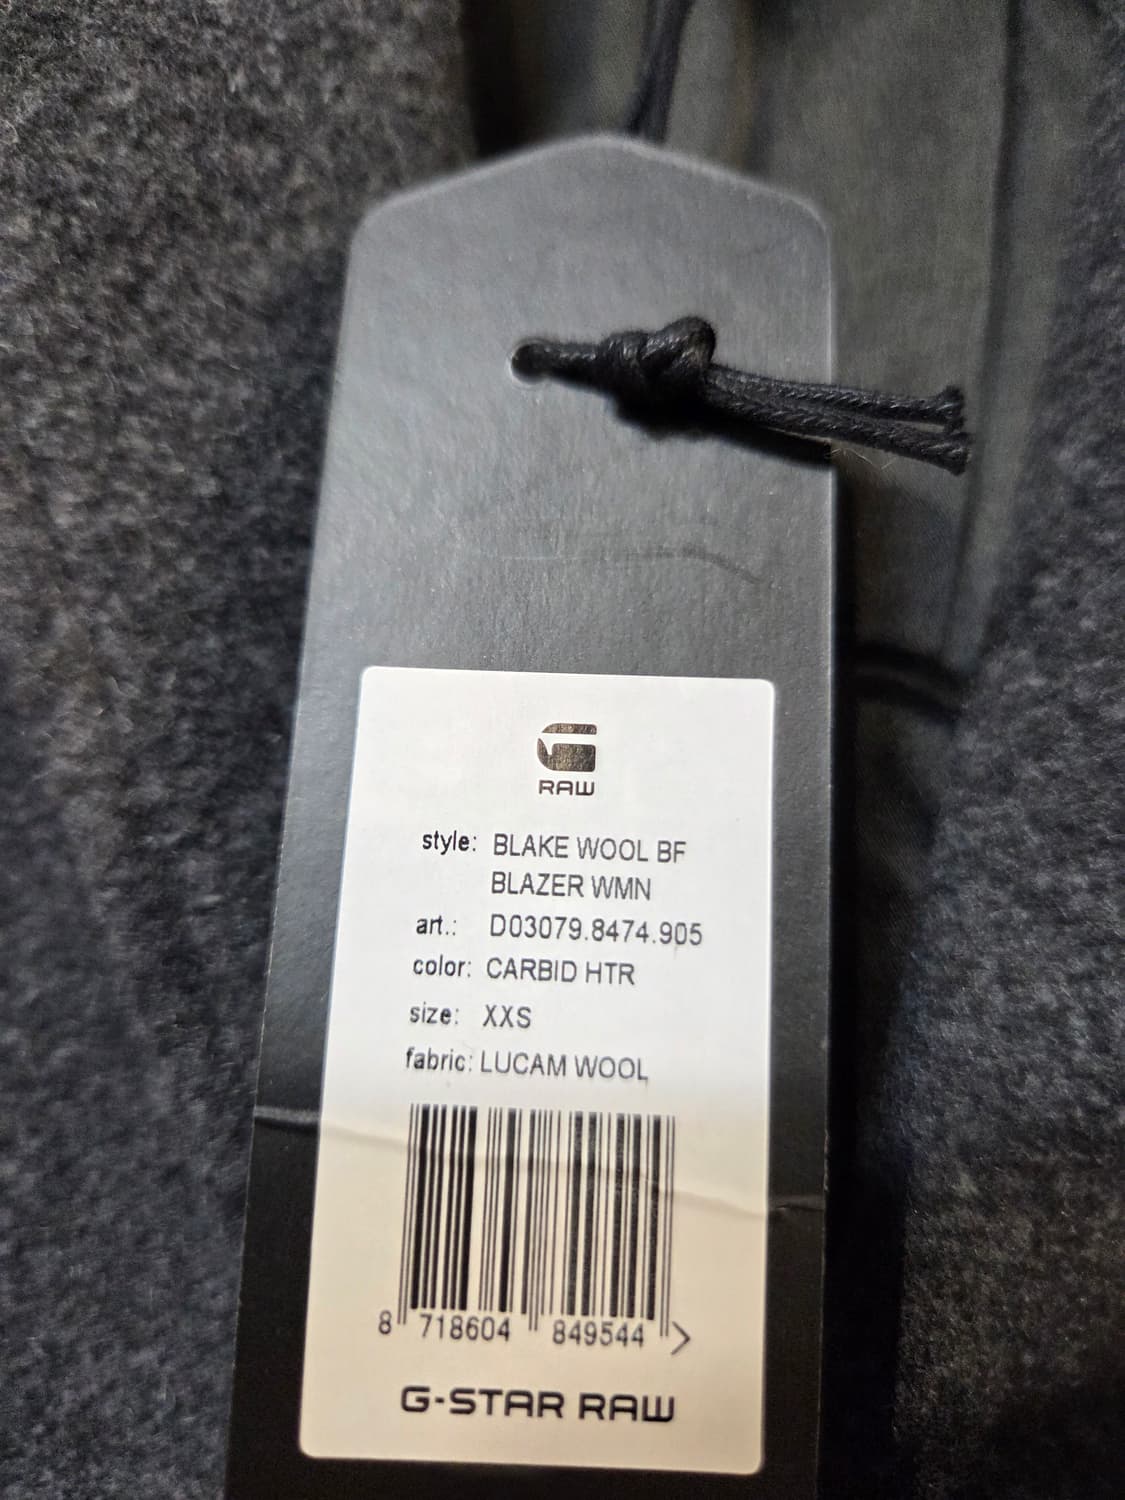 RAW
style: BLAKE WOOL BF
BLAZER WMN
art.: D03079.8474.905
color: CARBID HTR
size: XXS
fabric: LUCAM WOOL
8 718604 849544 >
G-STAR RAW